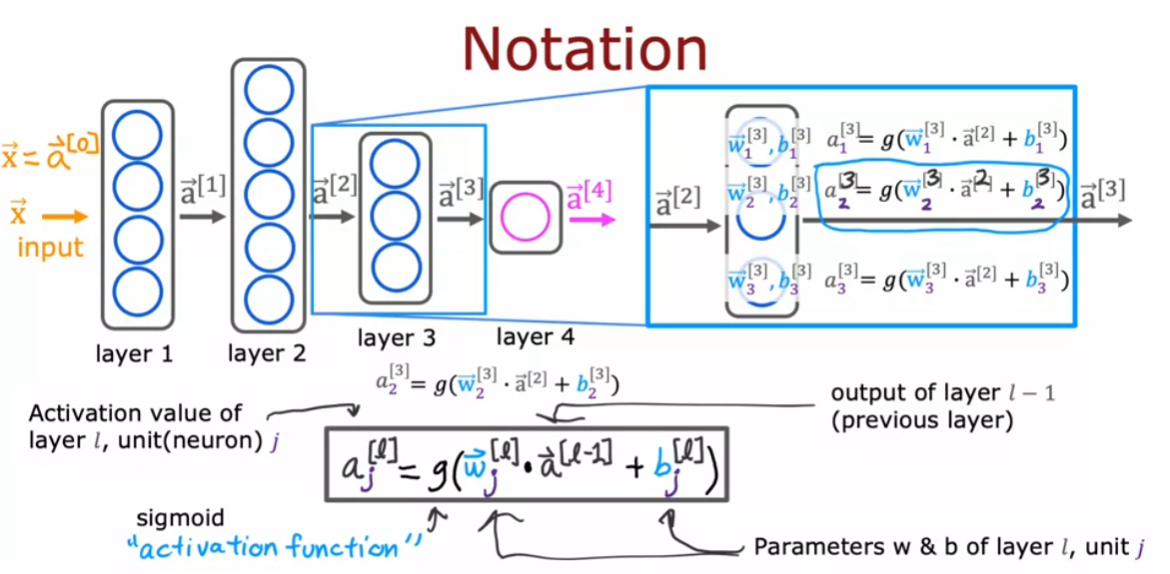 Notation
x⃗ = a⃗^[0]
x⃗
input
a⃗^[1]
a⃗^[2]
a⃗^[3]
a⃗^[4]
layer 1
layer 2
layer 3
layer 4
a⃗^[2]
w⃗₁^[3], b₁^[3] a₁^[3] = g(w⃗₁^[3] · a⃗^[2] + b₁^[3])
w⃗₂^[3], b₂^[3] a₂^[3] = g(w⃗₂^[3] · a⃗^[2] + b₂^[3])
w⃗₃^[3], b₃^[3] a₃^[3] = g(w⃗₃^[3] · a⃗^[2] + b₃^[3])
a⃗^[3]
a₂^[3] = g(w⃗₂^[3] · a⃗^[2] + b₂^[3])
Activation value of
layer l, unit(neuron) j
output of layer l − 1
(previous layer)
a_j^[l] = g(w⃗_j^[l] · a⃗^[l-1] + b_j^[l])
sigmoid
"activation function"
Parameters w & b of layer l, unit j